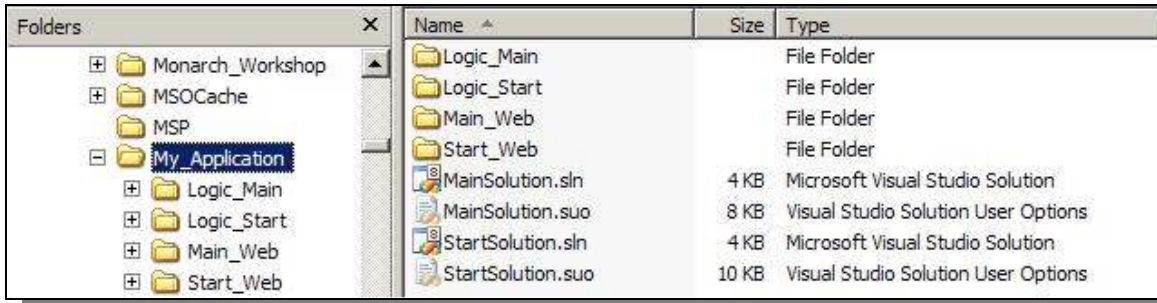 Folders
Monarch_Workshop
MSOCache
MSP
My_Application
Logic_Main
Logic_Start
Main_Web
Start_Web
Name Size Type
Logic_Main File Folder
Logic_Start File Folder
Main_Web File Folder
Start_Web File Folder
MainSolution.sln 4 KB Microsoft Visual Studio Solution
MainSolution.suo 8 KB Visual Studio Solution User Options
StartSolution.sln 4 KB Microsoft Visual Studio Solution
StartSolution.suo 10 KB Visual Studio Solution User Options